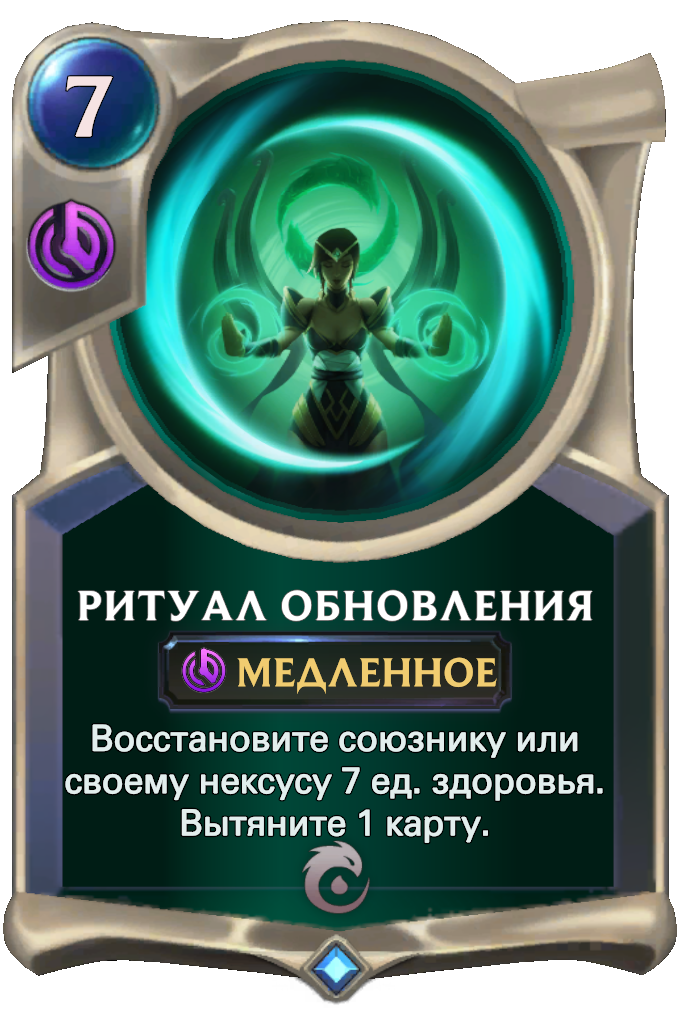 7
РИТУАЛ ОБНОВЛЕНИЯ
МЕДЛЕННОЕ
Восстановите союзнику или
своему нексусу 7 ед. здоровья.
Вытяните 1 карту.